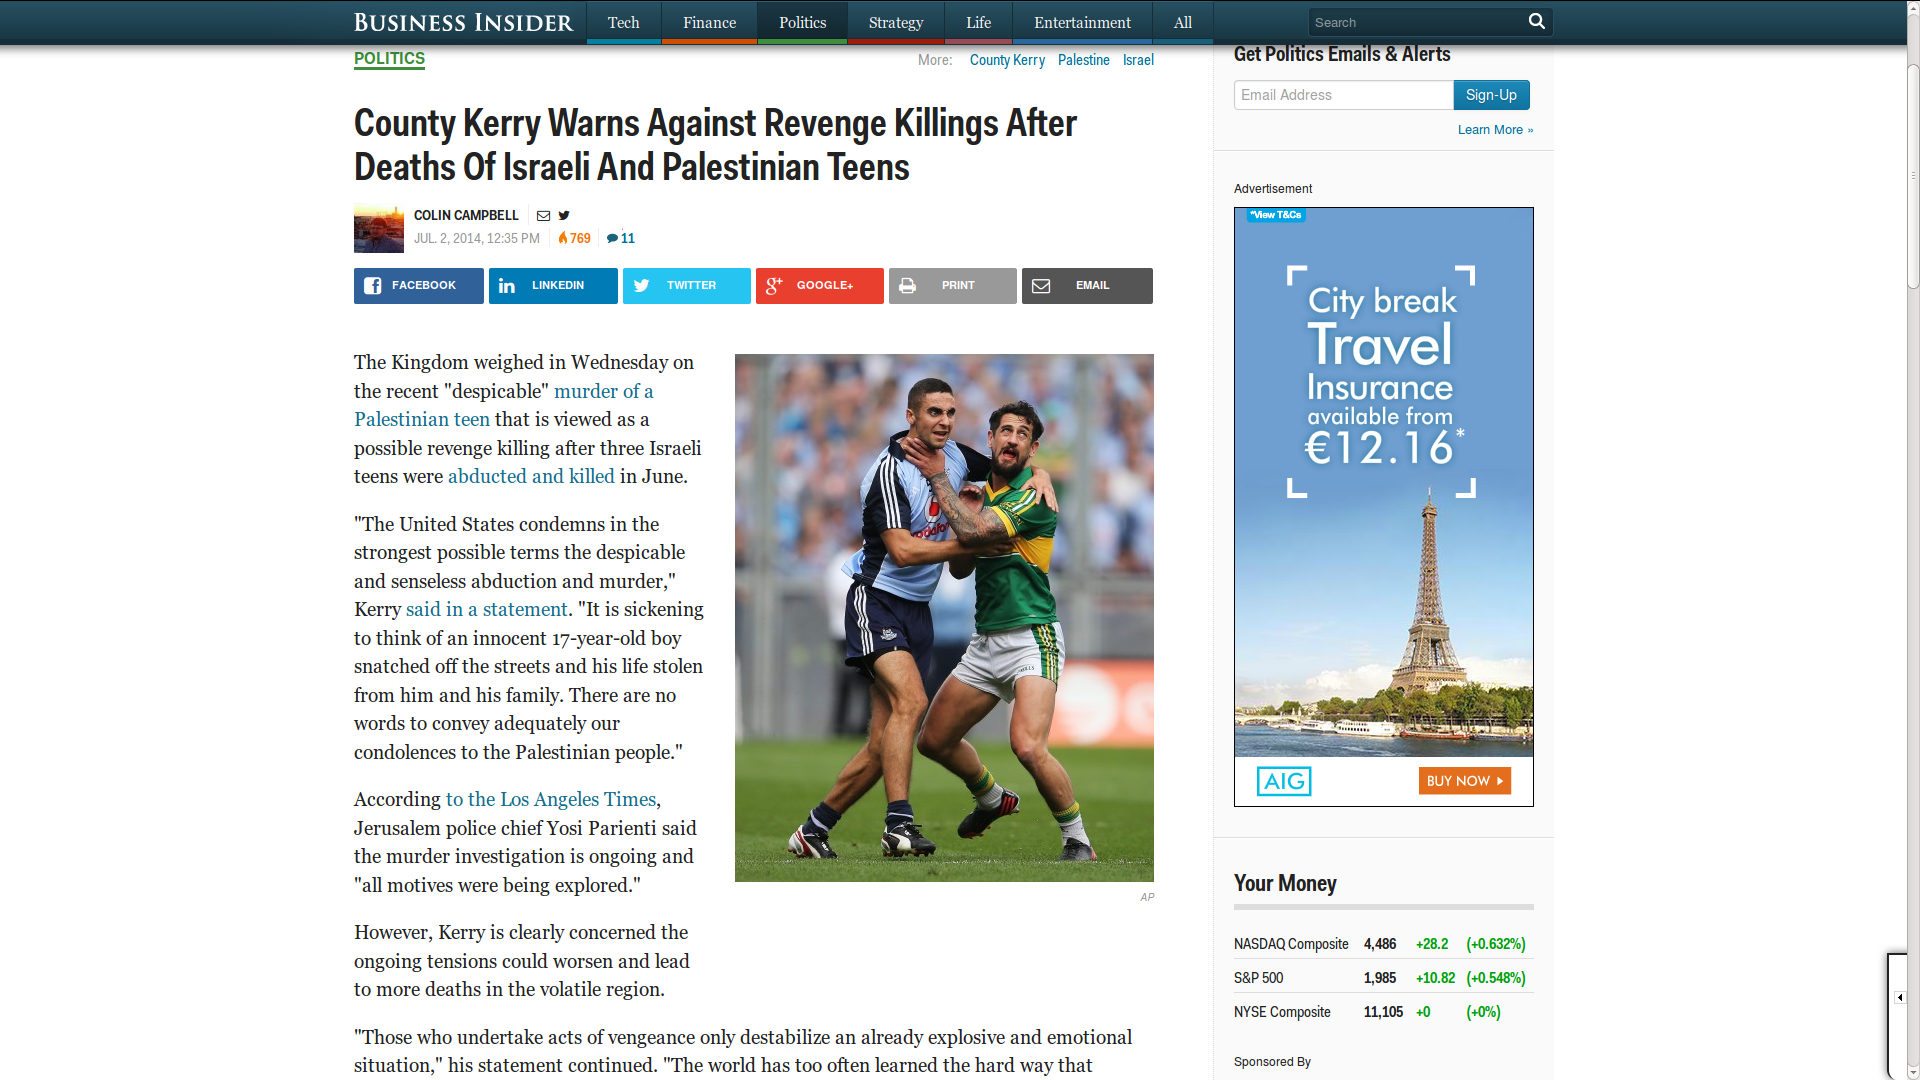 BUSINESS INSIDER
Tech
Finance
Politics
Strategy
Life
Entertainment
All
Search
POLITICS
More: County Kerry Palestine Israel
County Kerry Warns Against Revenge Killings After
Deaths Of Israeli And Palestinian Teens
COLIN CAMPBELL
JUL. 2, 2014, 12:35 PM 769 11
FACEBOOK
LINKEDIN
TWITTER
GOOGLE+
PRINT
EMAIL
The Kingdom weighed in Wednesday on
the recent "despicable" murder of a
Palestinian teen that is viewed as a
possible revenge killing after three Israeli
teens were abducted and killed in June.
"The United States condemns in the
strongest possible terms the despicable
and senseless abduction and murder,"
Kerry said in a statement. "It is sickening
to think of an innocent 17-year-old boy
snatched off the streets and his life stolen
from him and his family. There are no
words to convey adequately our
condolences to the Palestinian people."
According to the Los Angeles Times,
Jerusalem police chief Yosi Parienti said
the murder investigation is ongoing and
"all motives were being explored."
However, Kerry is clearly concerned the
ongoing tensions could worsen and lead
to more deaths in the volatile region.
"Those who undertake acts of vengeance only destabilize an already explosive and emotional
situation," his statement continued. "The world has too often learned the hard way that
AP
Get Politics Emails & Alerts
Email Address
Sign-Up
Learn More »
Advertisement
*View T&Cs
City break
Travel
Insurance
available from
€12.16*
AIG
BUY NOW
Your Money
NASDAQ Composite 4,486 +28.2 (+0.632%)
S&P 500 1,985 +10.82 (+0.548%)
NYSE Composite 11,105 +0 (+0%)
Sponsored By